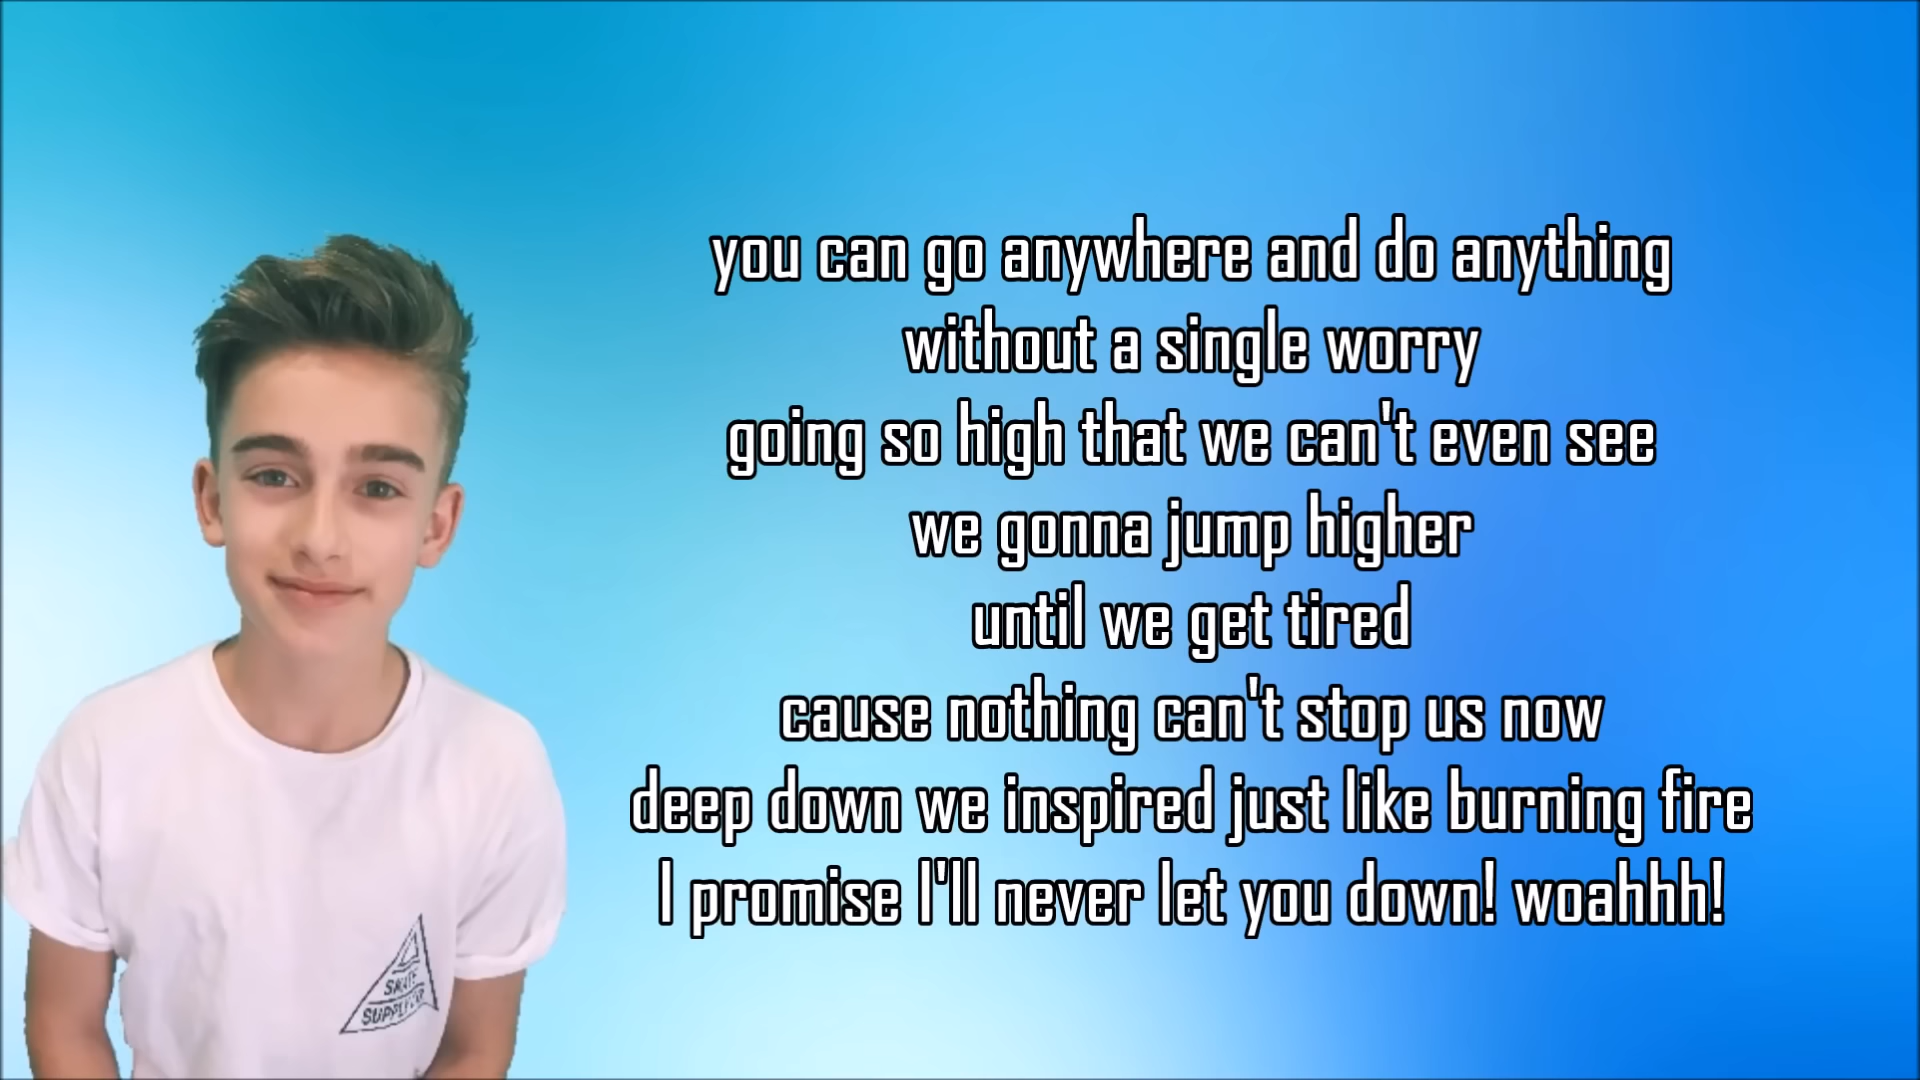 you can go anywhere and do anything
without a single worry
going so high that we can't even see
we gonna jump higher
until we get tired
cause nothing can't stop us now
deep down we inspired just like burning fire
I promise I'll never let you down! woahhh!
SKATE
SUPPLY